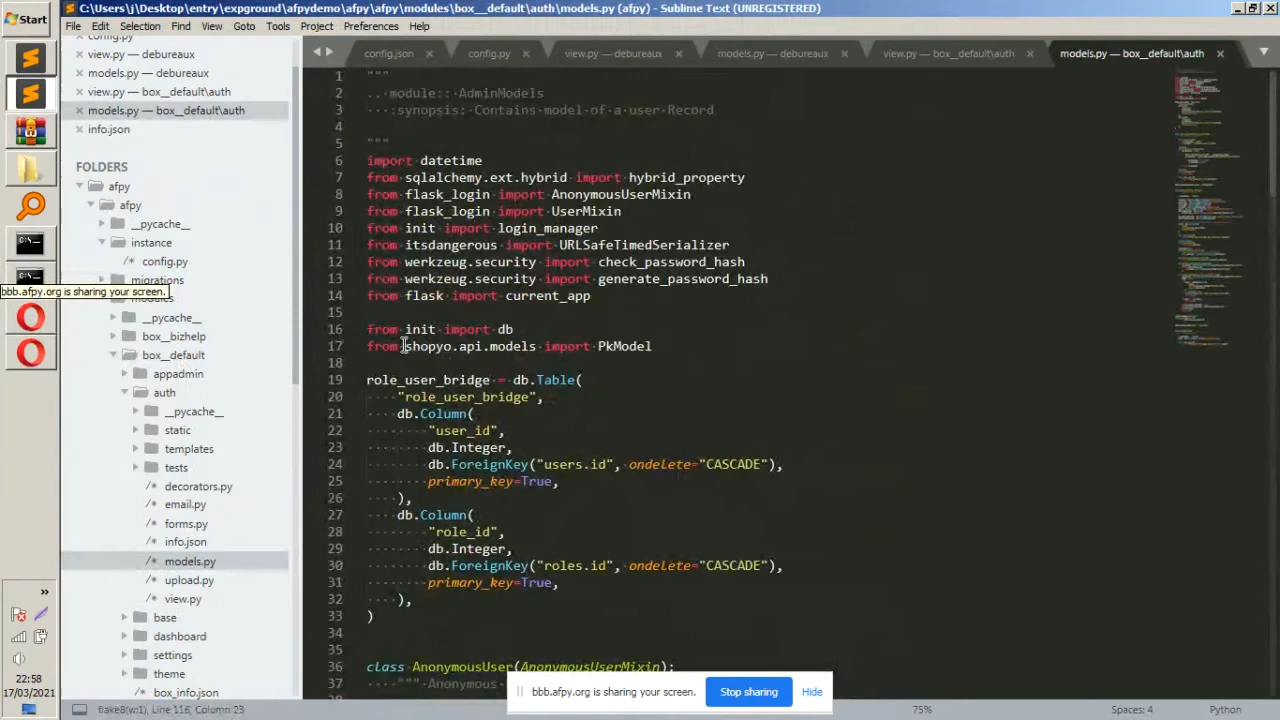 Start
C:\Users\j\Desktop\entry\expground\afpydemo\afpy\afpy\modules\box__default\auth\models.py (afpy) - Sublime Text (UNREGISTERED)
File Edit Selection Find View Goto Tools Project Preferences Help
config.py
view.py — debureaux
models.py — debureaux
view.py — box__default\auth
models.py — box__default\auth
info.json
FOLDERS
afpy
afpy
__pycache__
instance
config.py
migrations
bbb.afpy.org is sharing your screen.
modules
__pycache__
box__bizhelp
box__default
appadmin
auth
__pycache__
static
templates
tests
decorators.py
email.py
forms.py
info.json
models.py
upload.py
view.py
base
dashboard
settings
theme
box_info.json
config.json config.py view.py — debureaux models.py — debureaux view.py — box__default\auth models.py — box__default\auth
1 """
2 .. module:: AdminModels
3 :synopsis: Contains model of a user Record
4
5 """
6 import datetime
7 from sqlalchemy.ext.hybrid import hybrid_property
8 from flask_login import AnonymousUserMixin
9 from flask_login import UserMixin
10 from init import login_manager
11 from itsdangerous import URLSafeTimedSerializer
12 from werkzeug.security import check_password_hash
13 from werkzeug.security import generate_password_hash
14 from flask import current_app
15
16 from init import db
17 from shopyo.api.models import PkModel
18
19 role_user_bridge = db.Table(
20 "role_user_bridge",
21 db.Column(
22 "user_id",
23 db.Integer,
24 db.ForeignKey("users.id", ondelete="CASCADE"),
25 primary_key=True,
26 ),
27 db.Column(
28 "role_id",
29 db.Integer,
30 db.ForeignKey("roles.id", ondelete="CASCADE"),
31 primary_key=True,
32 ),
33 )
34
35
36 class AnonymousUser(AnonymousUserMixin):
37 """ Anonymous
bbb.afpy.org is sharing your screen. Stop sharing Hide
22:58
17/03/2021
flake8(w:1), Line 116, Column 23 75% Spaces: 4 Python